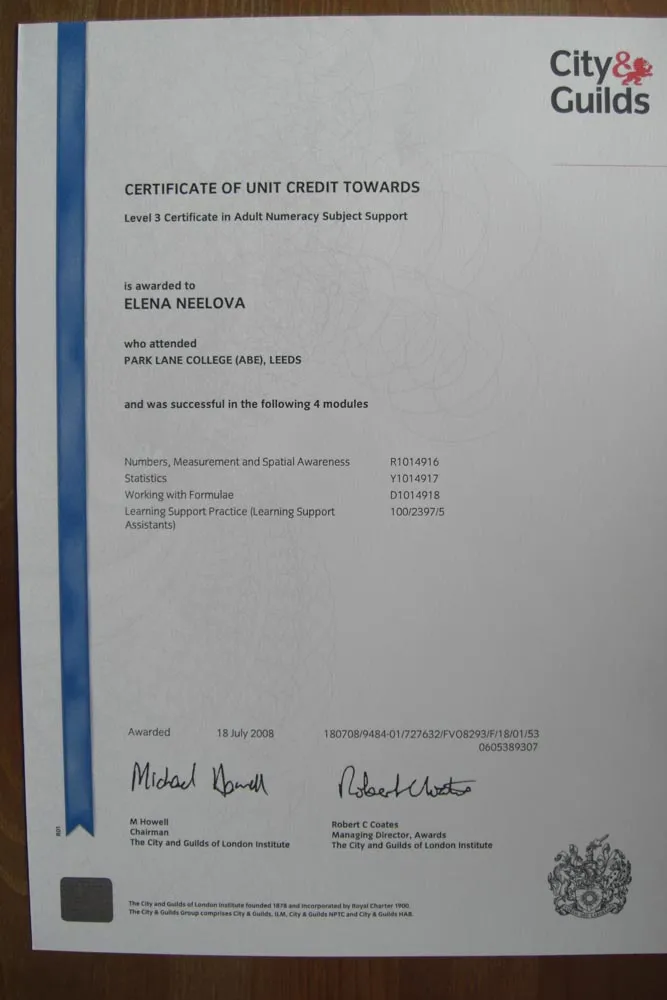 City&
Guilds
CERTIFICATE OF UNIT CREDIT TOWARDS
Level 3 Certificate in Adult Numeracy Subject Support
is awarded to
ELENA NEELOVA
who attended
PARK LANE COLLEGE (ABE), LEEDS
and was successful in the following 4 modules
Numbers, Measurement and Spatial Awareness R1014916
Statistics Y1014917
Working with Formulae D1014918
Learning Support Practice (Learning Support 100/2397/5
Assistants)
Awarded 18 July 2008 180708/9484-01/727632/FVO8293/F/18/01/53
0605389307
Michael Howell Robert C Coates
M Howell
Chairman
The City and Guilds of London Institute
Robert C Coates
Managing Director, Awards
The City and Guilds of London Institute
R01
The City and Guilds of London Institute founded 1878 and incorporated by Royal Charter 1900.
The City & Guilds Group comprises City & Guilds, ILM, City & Guilds NPTC and City & Guilds HAB.